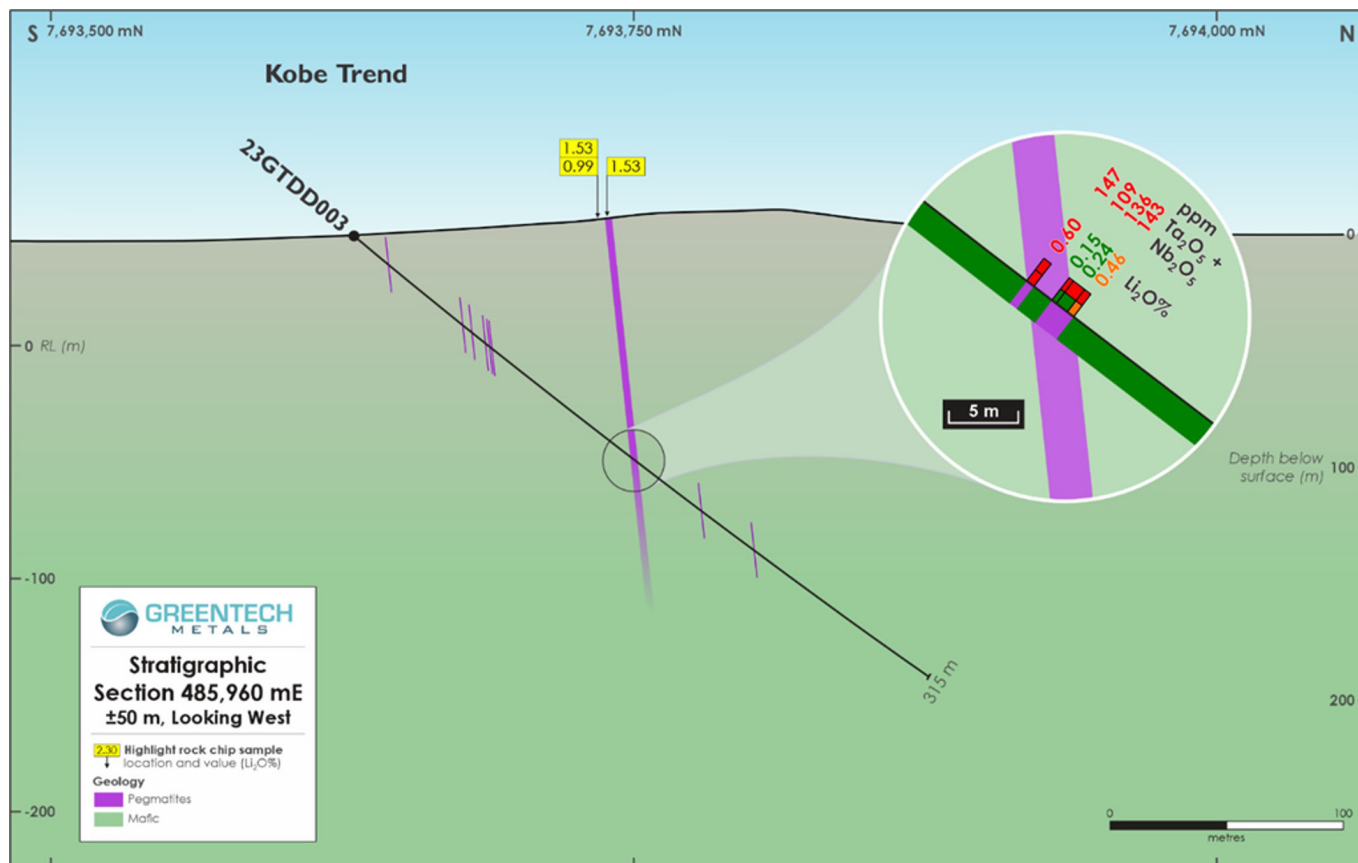 S 7,693,500 mN
7,693,750 mN
7,694,000 mN N
Kobe Trend
23GTDD003
1.53
0.99
1.53
147
109
136
143
ppm
Ta₂O₅ +
Nb₂O₅
0.60
0.15
0.24
0.46
Li₂O%
5 m
0
0 RL (m)
Depth below
surface (m)
100
-100
200
-200
315 m
GREENTECH
METALS
Stratigraphic
Section 485,960 mE
±50 m, Looking West
2.30 Highlight rock chip sample
location and value (Li₂O%)
Geology
Pegmatites
Mafic
0 100
metres